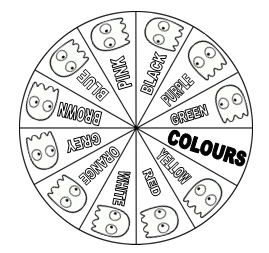 COLOURS
YELLOW
RED
WHITE
ORANGE
GREY
BROWN
BLUE
PINK
BLACK
PURPLE
GREEN